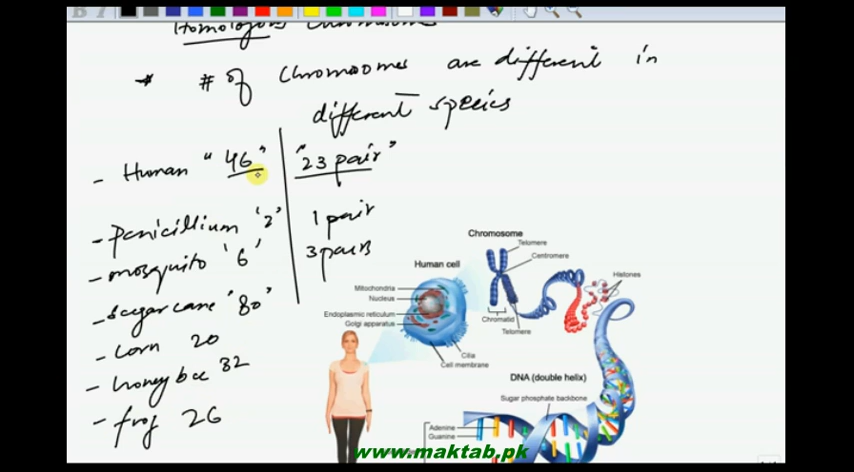 Homologous Chromosomes
* # of Chromosomes are different in
different species
- Human "46" "23 pair"
- Penicillium '2' 1 pair
- mosquito '6' 3 pairs
- Sugarcane "80"
- Corn 20
- honey bee 32
- frog 26
Chromosome
Telomere
Centromere
Human cell
Histones
Mitochondria
Nucleus
Endoplasmic reticulum
Golgi apparatus
Chromatid
Telomere
Cilia
Cell membrane
DNA (double helix)
Sugar phosphate backbone
Adenine
Guanine
www.maktab.pk